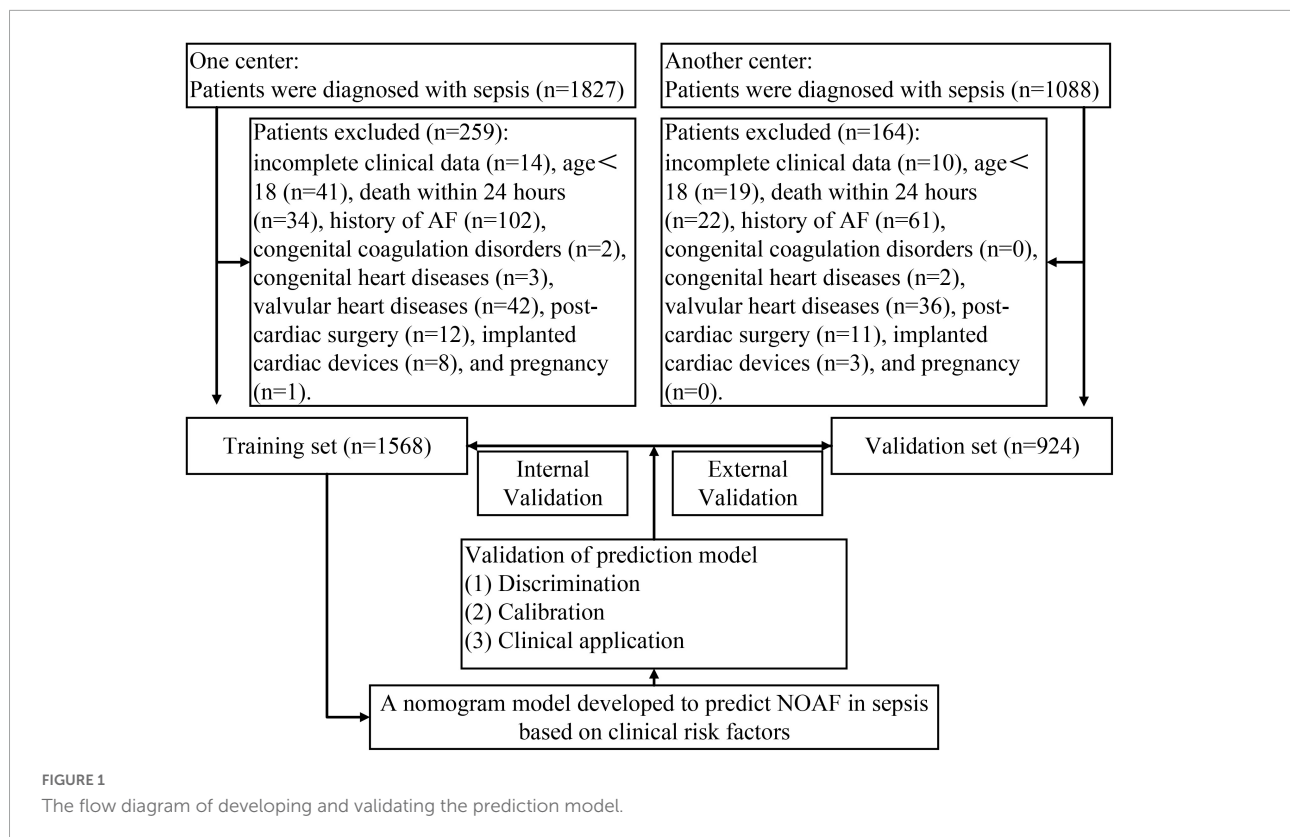 One center:
Patients were diagnosed with sepsis (n=1827)
Another center:
Patients were diagnosed with sepsis (n=1088)
Patients excluded (n=259):
incomplete clinical data (n=14), age<
18 (n=41), death within 24 hours
(n=34), history of AF (n=102),
congenital coagulation disorders (n=2),
congenital heart diseases (n=3),
valvular heart diseases (n=42), post-
cardiac surgery (n=12), implanted
cardiac devices (n=8), and pregnancy
(n=1).
Patients excluded (n=164):
incomplete clinical data (n=10), age<
18 (n=19), death within 24 hours
(n=22), history of AF (n=61),
congenital coagulation disorders (n=0),
congenital heart diseases (n=2),
valvular heart diseases (n=36), post-
cardiac surgery (n=11), implanted
cardiac devices (n=3), and pregnancy
(n=0).
Training set (n=1568)
Validation set (n=924)
Internal
Validation
External
Validation
Validation of prediction model
(1) Discrimination
(2) Calibration
(3) Clinical application
A nomogram model developed to predict NOAF in sepsis
based on clinical risk factors
FIGURE 1
The flow diagram of developing and validating the prediction model.